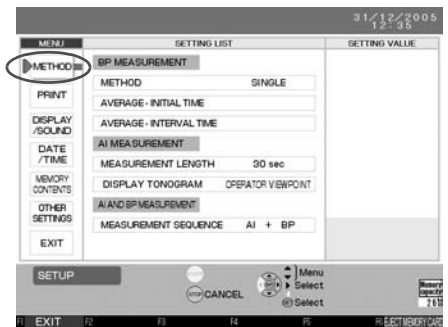 31/12/2005
12:35
MENU SETTING LIST SETTING VALUE
METHOD
PRINT
DISPLAY
/SOUND
DATE
/TIME
MEMORY
CONTENTS
OTHER
SETTINGS
EXIT
BP MEASUREMENT
METHOD SINGLE
AVERAGE - INITIAL TIME
AVERAGE - INTERVAL TIME
AI MEASUREMENT
MEASUREMENT LENGTH 30 sec
DISPLAY TONOGRAM OPERATOR VIEWPOINT
AI AND BP MEASUREMENT
MEASUREMENT SEQUENCE AI + BP
SETUP
STOP CANCEL
Menu
Select
Select
Memory
capacity
F1 EXIT F2 F3 F4 F5 F6 EJECT MEMORY CARD